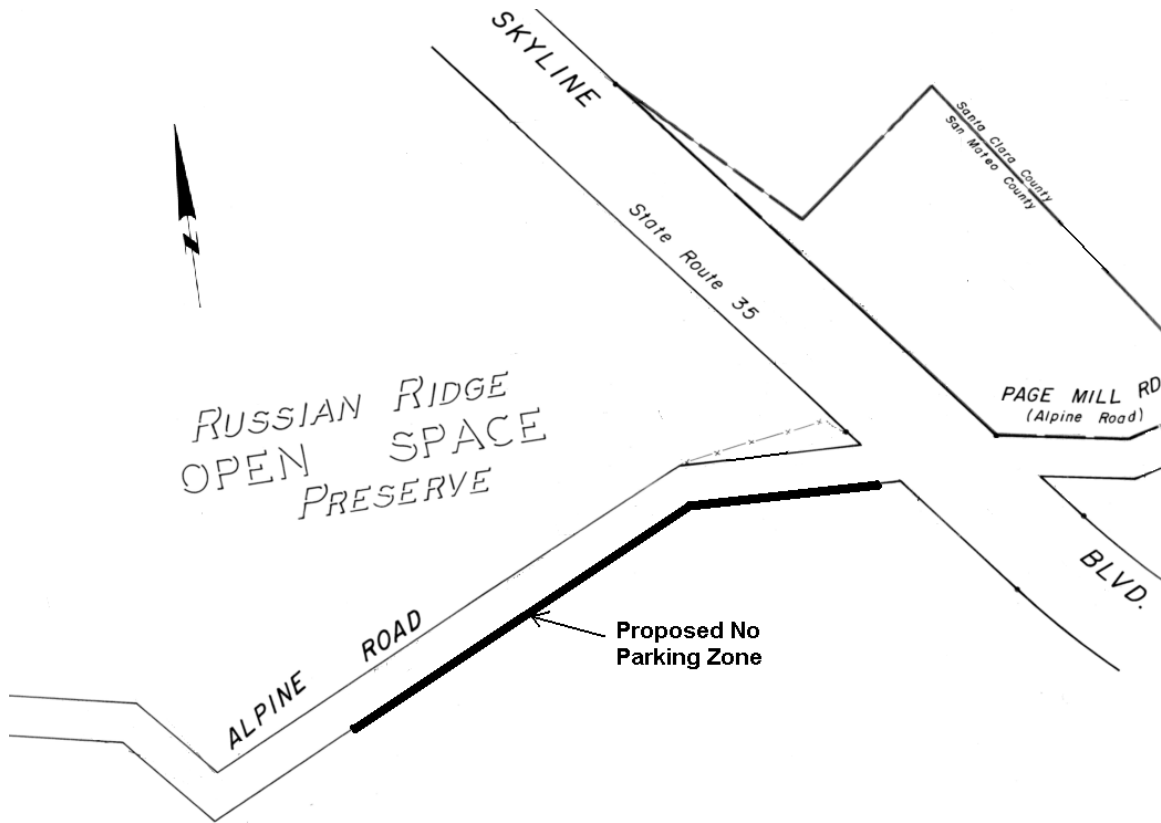 SKYLINE
State Route 35
Santa Clara County
San Mateo County
PAGE MILL RD
(Alpine Road)
RUSSIAN RIDGE
OPEN SPACE
PRESERVE
BLVD.
ALPINE ROAD
Proposed No
Parking Zone